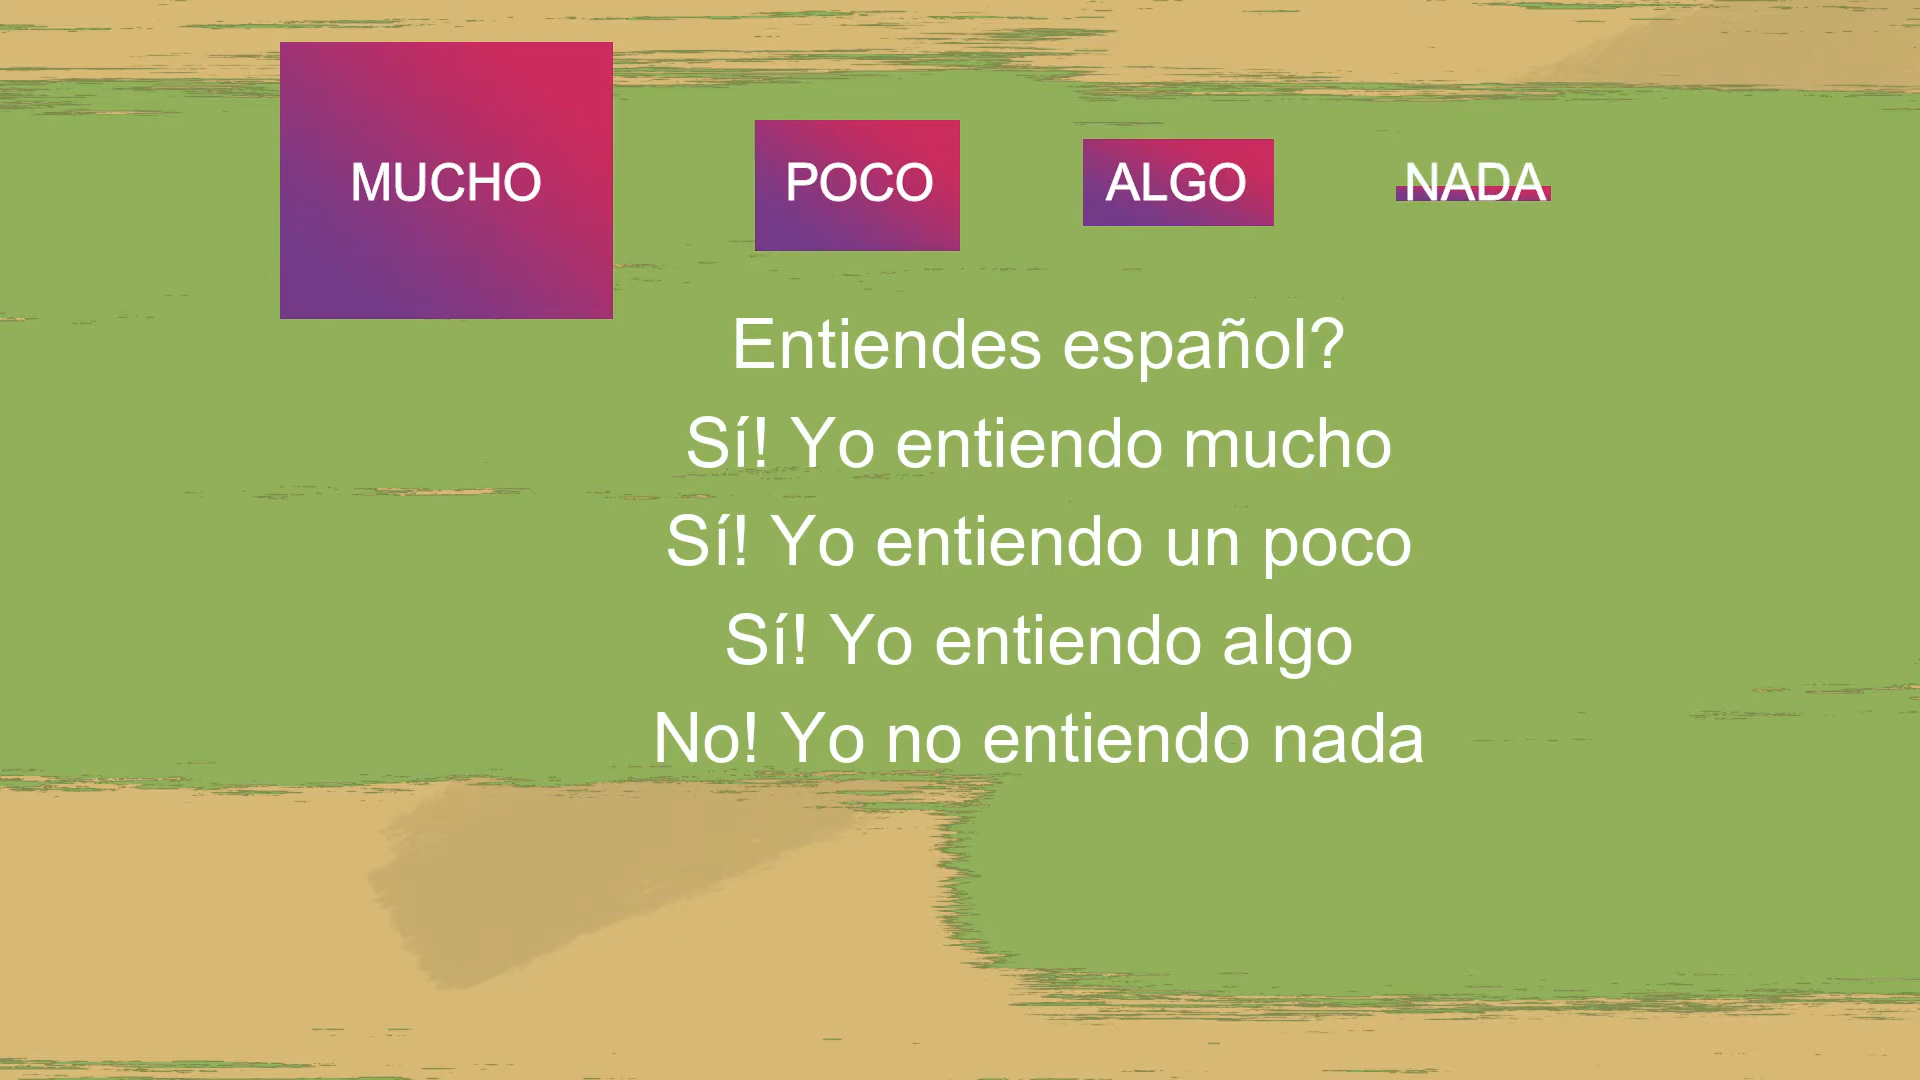 MUCHO POCO ALGO NADA
Entiendes español?
Sí! Yo entiendo mucho
Sí! Yo entiendo un poco
Sí! Yo entiendo algo
No! Yo no entiendo nada